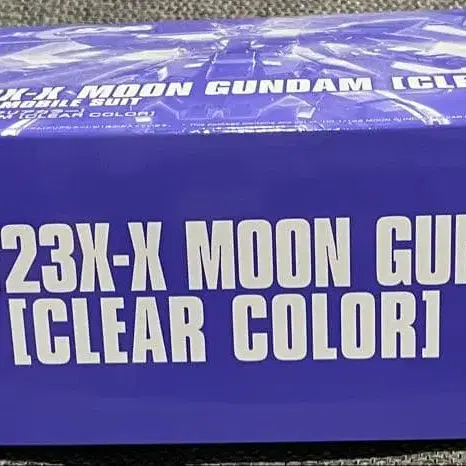 X-X MOON GUNDAM [CLE
MOBILE SUIT
[CLEAR COLOR]
23X-X MOON GU
[CLEAR COLOR]